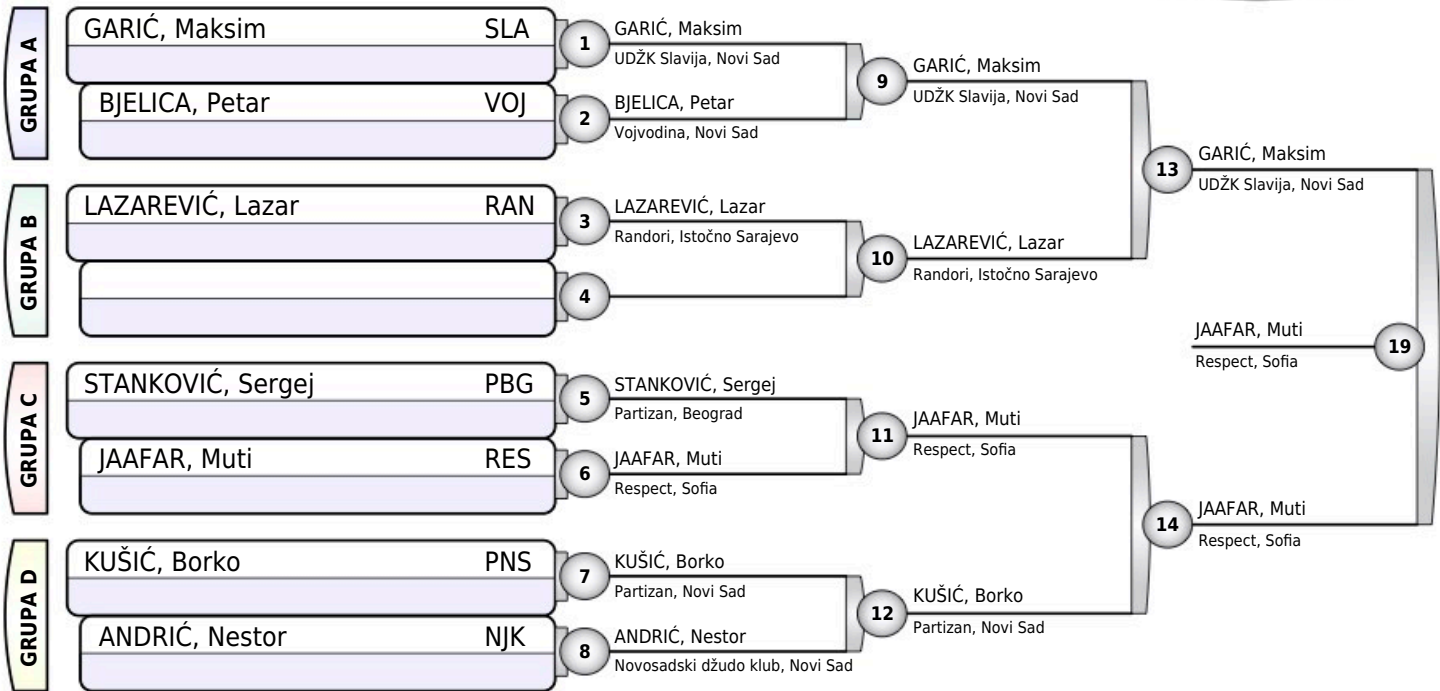 GRUPA A
GARIĆ, Maksim SLA
BJELICA, Petar VOJ
GRUPA B
LAZAREVIĆ, Lazar RAN
GRUPA C
STANKOVIĆ, Sergej PBG
JAAFAR, Muti RES
GRUPA D
KUŠIĆ, Borko PNS
ANDRIĆ, Nestor NJK
1
GARIĆ, Maksim
UDŽK Slavija, Novi Sad
2
BJELICA, Petar
Vojvodina, Novi Sad
3
LAZAREVIĆ, Lazar
Randori, Istočno Sarajevo
4
5
STANKOVIĆ, Sergej
Partizan, Beograd
6
JAAFAR, Muti
Respect, Sofia
7
KUŠIĆ, Borko
Partizan, Novi Sad
8
ANDRIĆ, Nestor
Novosadski džudo klub, Novi Sad
9
GARIĆ, Maksim
UDŽK Slavija, Novi Sad
10
LAZAREVIĆ, Lazar
Randori, Istočno Sarajevo
11
JAAFAR, Muti
Respect, Sofia
12
KUŠIĆ, Borko
Partizan, Novi Sad
13
GARIĆ, Maksim
UDŽK Slavija, Novi Sad
14
JAAFAR, Muti
Respect, Sofia
JAAFAR, Muti
Respect, Sofia
19